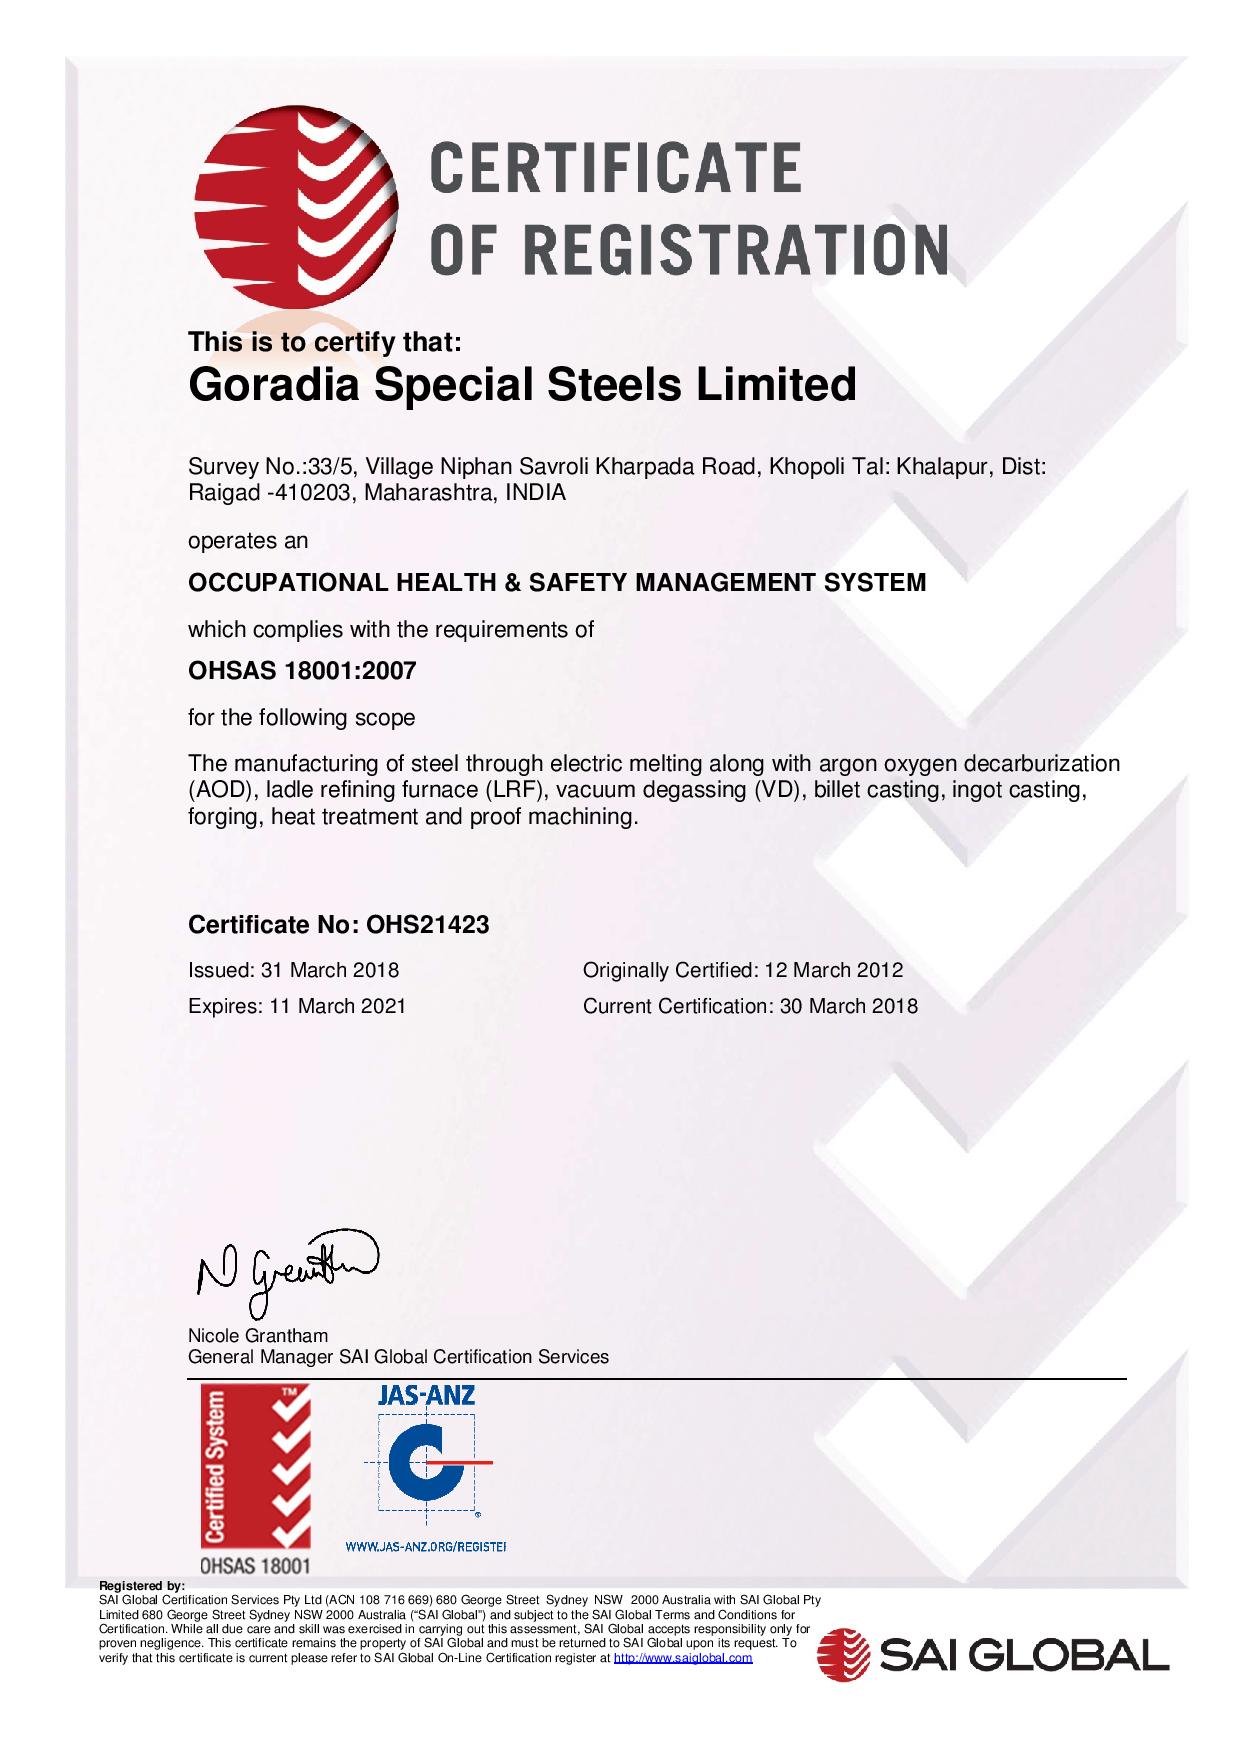 CERTIFICATE
OF REGISTRATION
This is to certify that:
Goradia Special Steels Limited
Survey No.:33/5, Village Niphan Savroli Kharpada Road, Khopoli Tal: Khalapur, Dist:
Raigad -410203, Maharashtra, INDIA
operates an
OCCUPATIONAL HEALTH & SAFETY MANAGEMENT SYSTEM
which complies with the requirements of
OHSAS 18001:2007
for the following scope
The manufacturing of steel through electric melting along with argon oxygen decarburization
(AOD), ladle refining furnace (LRF), vacuum degassing (VD), billet casting, ingot casting,
forging, heat treatment and proof machining.
Certificate No: OHS21423
Issued: 31 March 2018 Originally Certified: 12 March 2012
Expires: 11 March 2021 Current Certification: 30 March 2018
N Grantham
Nicole Grantham
General Manager SAI Global Certification Services
Certified System TM
OHSAS 18001
JAS-ANZ
®
WWW.JAS-ANZ.ORG/REGISTER
Registered by:
SAI Global Certification Services Pty Ltd (ACN 108 716 669) 680 George Street Sydney NSW 2000 Australia with SAI Global Pty
Limited 680 George Street Sydney NSW 2000 Australia (“SAI Global”) and subject to the SAI Global Terms and Conditions for
Certification. While all due care and skill was exercised in carrying out this assessment, SAI Global accepts responsibility only for
proven negligence. This certificate remains the property of SAI Global and must be returned to SAI Global upon its request. To
verify that this certificate is current please refer to SAI Global On-Line Certification register at http://www.saiglobal.com
SAI GLOBAL